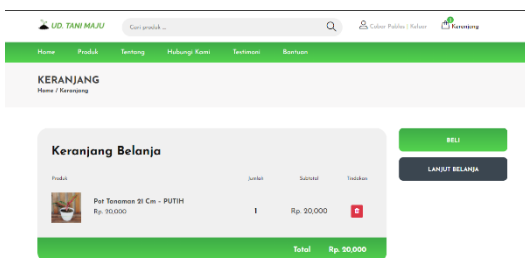 UD. TANI MAJU
Cari produk ...
Keluar
1
Keranjang
Home Produk Tentang Hubungi Kami Testimoni Bantuan
KERANJANG
Home / Keranjang
Keranjang Belanja
BELI
LANJUT BELANJA
Produk Jumlah Subtotal Tindakan
Pot Tanaman 21 Cm - PUTIH
Rp. 20,000
1 Rp. 20,000
Total Rp. 20,000